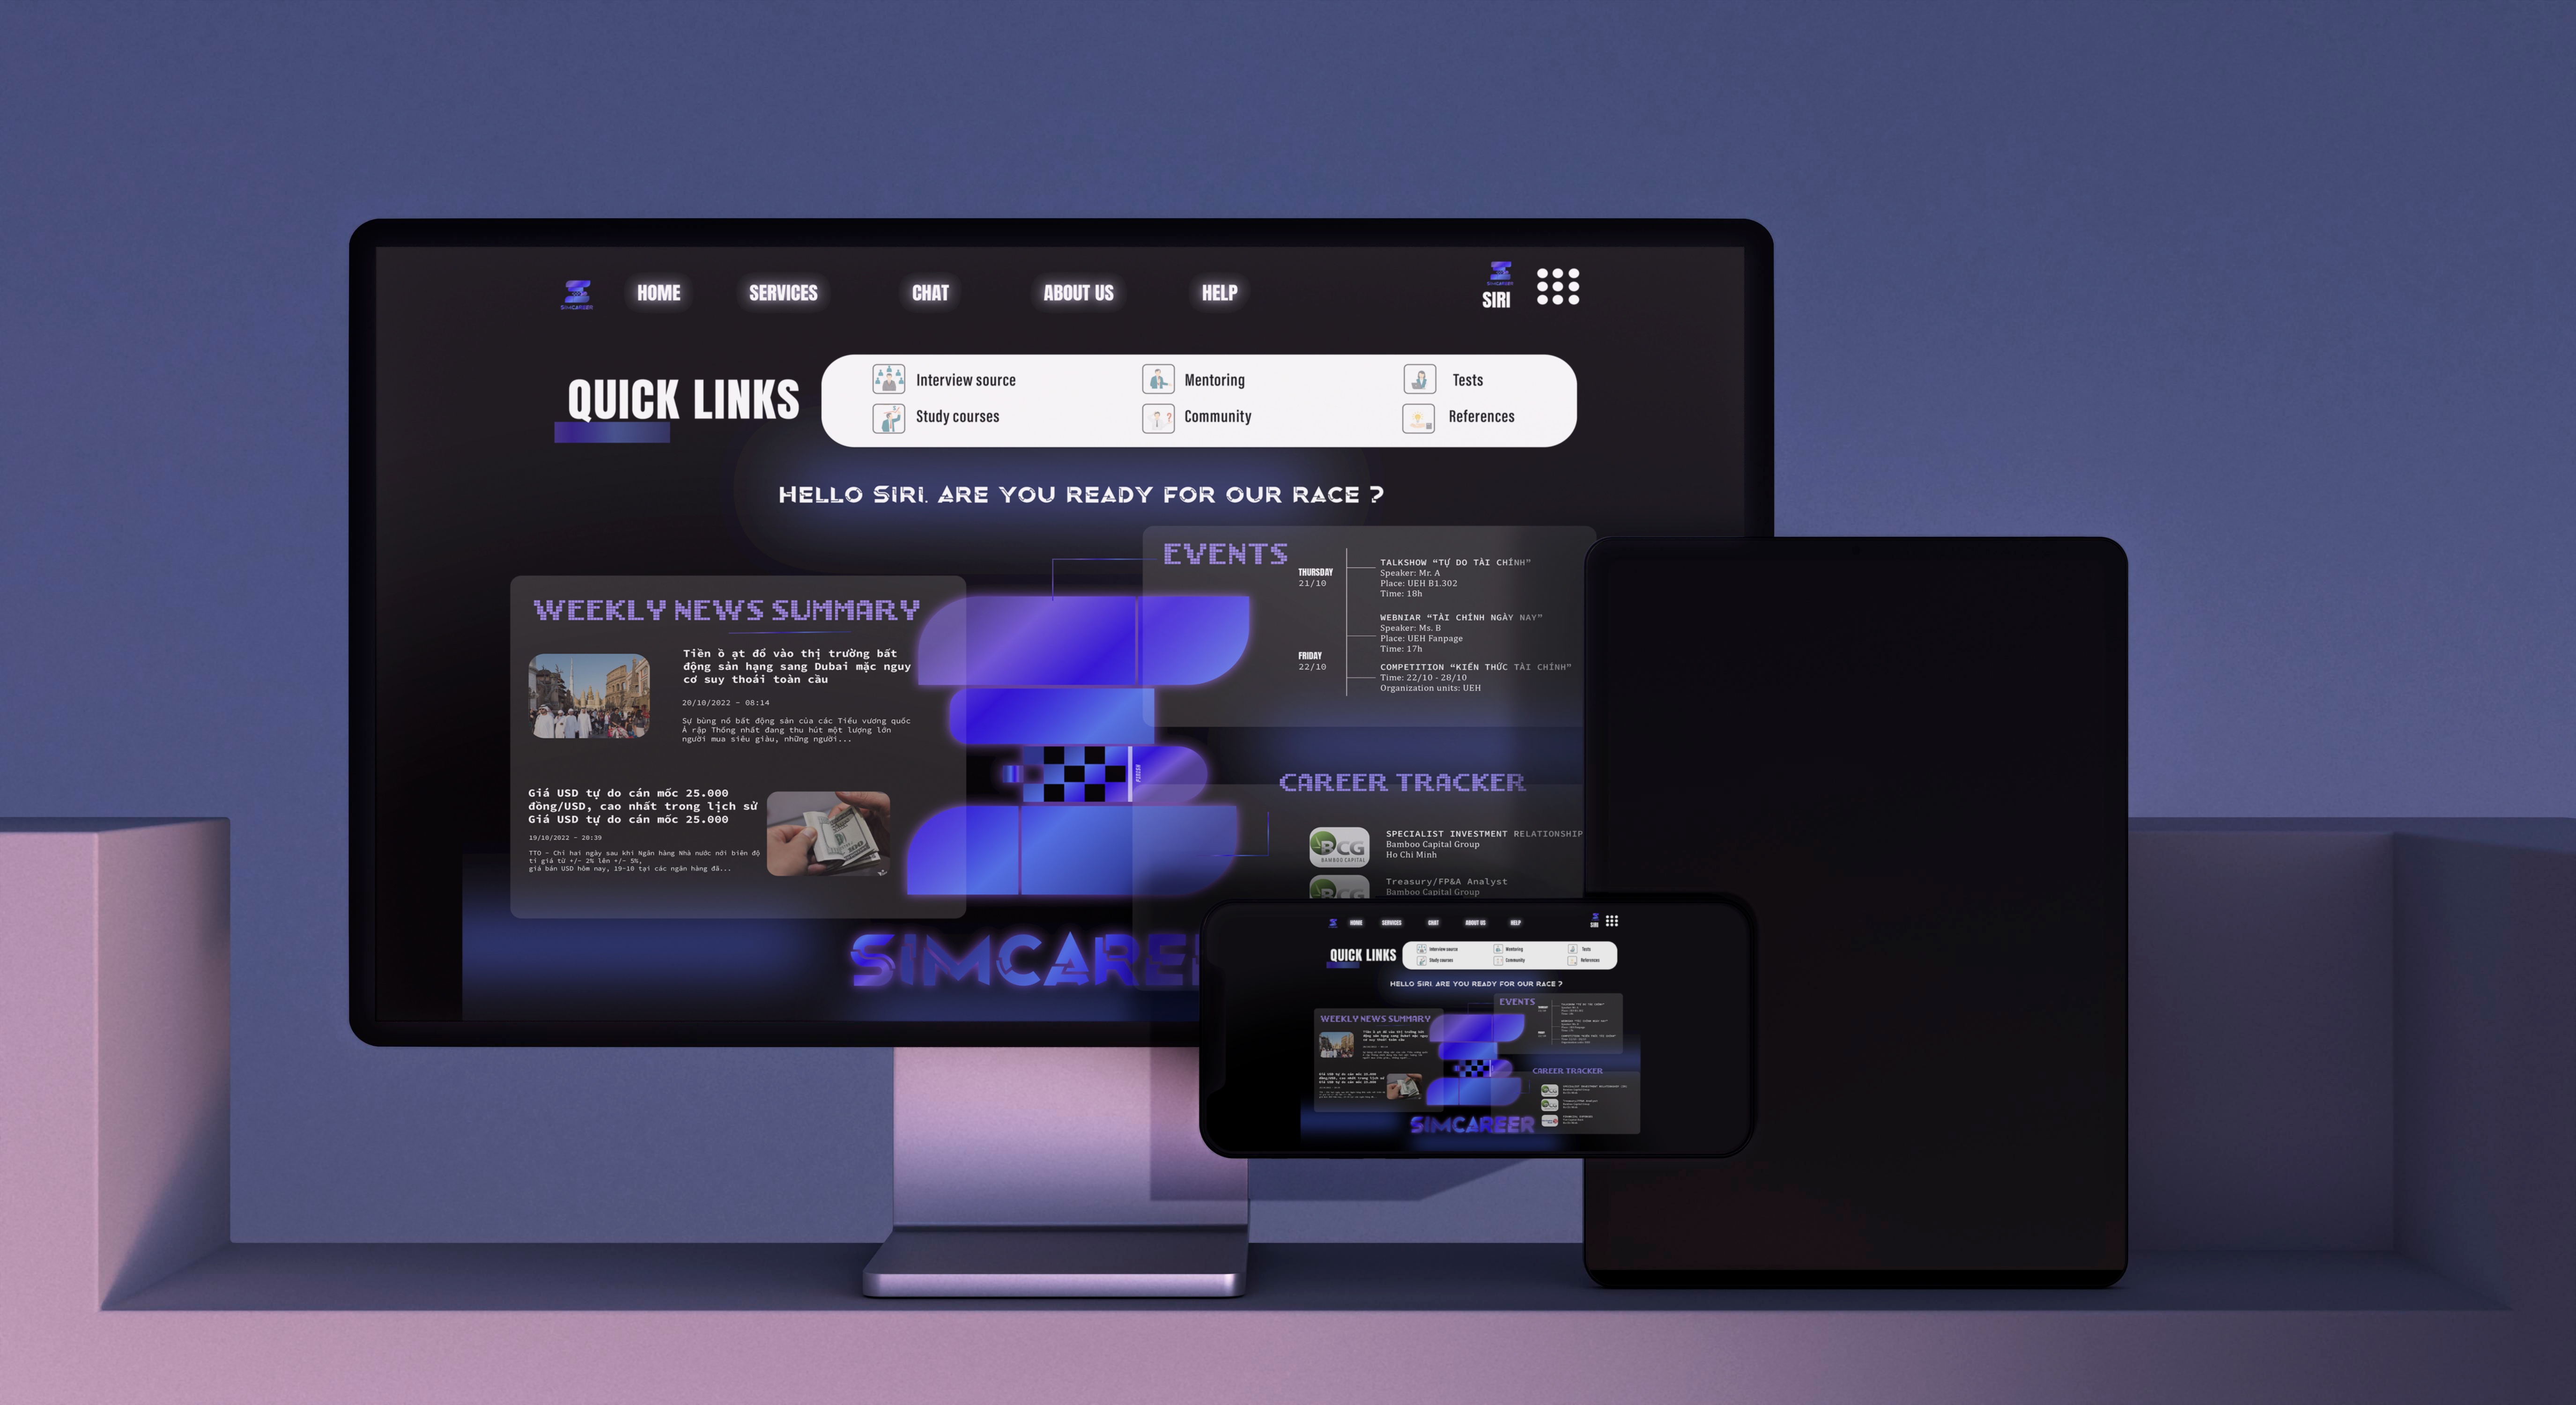 SIMCAREER
HOME
SERVICES
CHAT
ABOUT US
HELP
SIMCAREER
SIRI
QUICK LINKS
Interview source
Mentoring
Tests
Study courses
Community
References
HELLO SIRI. ARE YOU READY FOR OUR RACE ?
WEEKLY NEWS SUMMARY
Tiền ồ ạt đổ vào thị trường bất
động sản hạng sang Dubai mặc nguy
cơ suy thoái toàn cầu
20/10/2022 - 08:14
Sự bùng nổ bất động sản của các Tiểu vương quốc
Ả rập Thống nhất đang thu hút một lượng lớn
người mua siêu giàu, những người...
Giá USD tự do cán mốc 25.000
đồng/USD, cao nhất trong lịch sử
Giá USD tự do cán mốc 25.000
19/10/2022 - 20:39
TTO - Chỉ hai ngày sau khi Ngân hàng Nhà nước nới biên độ
tỉ giá từ +/- 2% lên +/- 5%,
giá bán USD hôm nay, 19-10 tại các ngân hàng đã...
EVENTS
THURSDAY
21/10
TALKSHOW “TỰ DO TÀI CHÍNH”
Speaker: Mr. A
Place: UEH B1.302
Time: 18h
WEBNIAR “TÀI CHÍNH NGÀY NAY”
Speaker: Ms. B
Place: UEH Fanpage
Time: 17h
FRIDAY
22/10
COMPETITION “KIẾN THỨC TÀI CHÍNH”
Time: 22/10 - 28/10
Organization units: UEH
CAREER TRACKER
BCG
BAMBOO CAPITAL
SPECIALIST INVESTMENT RELATIONSHIP
Bamboo Capital Group
Ho Chi Minh
BCG
Treasury/FP&A Analyst
Bamboo Capital Group
SIMCAREE
HOME
SERVICES
CHAT
ABOUT US
HELP
SIRI
QUICK LINKS
Interview source
Mentoring
Tests
Study courses
Community
References
HELLO SIRI. ARE YOU READY FOR OUR RACE ?
WEEKLY NEWS SUMMARY
EVENTS
CAREER TRACKER
SIMCAREER